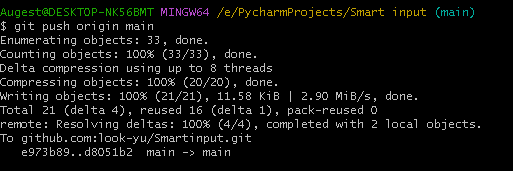 Augest@DESKTOP-NK56BMT MINGW64 /e/PycharmProjects/Smart input (main)
$ git push origin main
Enumerating objects: 33, done.
Counting objects: 100% (33/33), done.
Delta compression using up to 8 threads
Compressing objects: 100% (20/20), done.
Writing objects: 100% (21/21), 11.58 KiB | 2.90 MiB/s, done.
Total 21 (delta 4), reused 16 (delta 1), pack-reused 0
remote: Resolving deltas: 100% (4/4), completed with 2 local objects.
To github.com:look-yu/Smartinput.git
   e973b89..d8051b2  main -> main